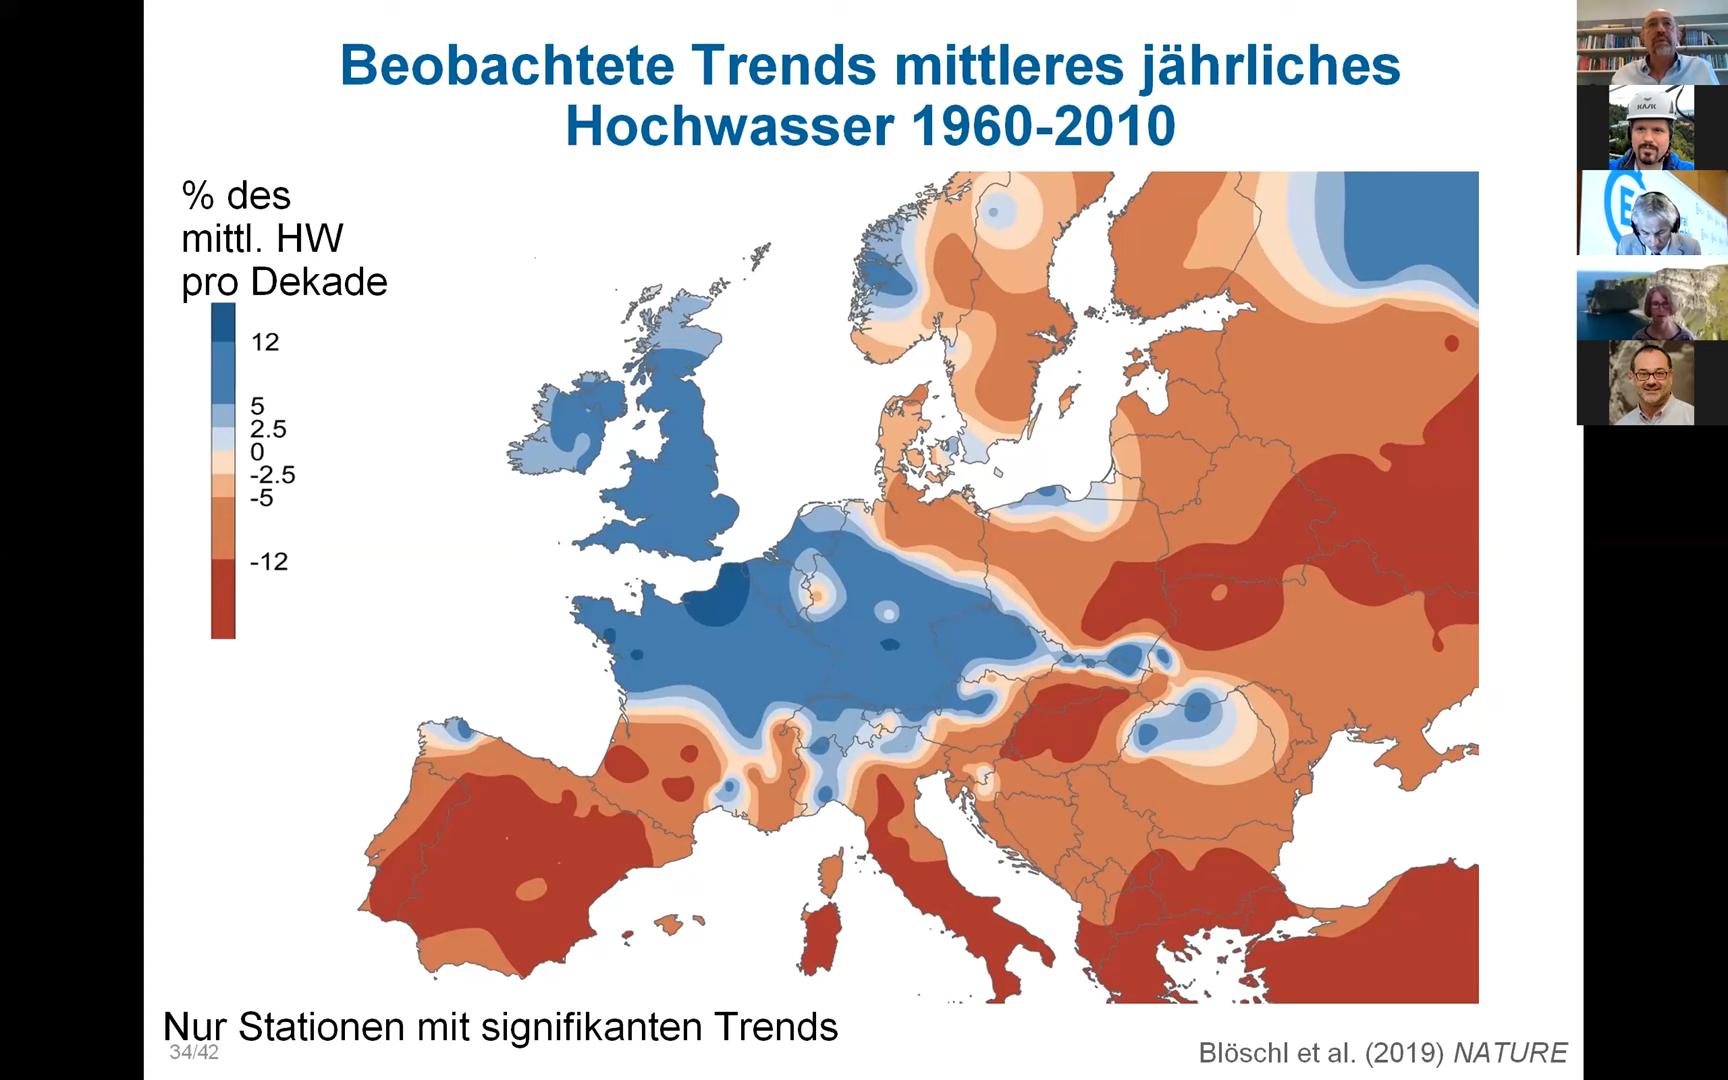 Beobachtete Trends mittleres jährliches
Hochwasser 1960-2010
% des
mittl. HW
pro Dekade
12
5
2.5
0
-2.5
-5
-12
Nur Stationen mit signifikanten Trends
34/42
Blöschl et al. (2019) NATURE
KASK
E